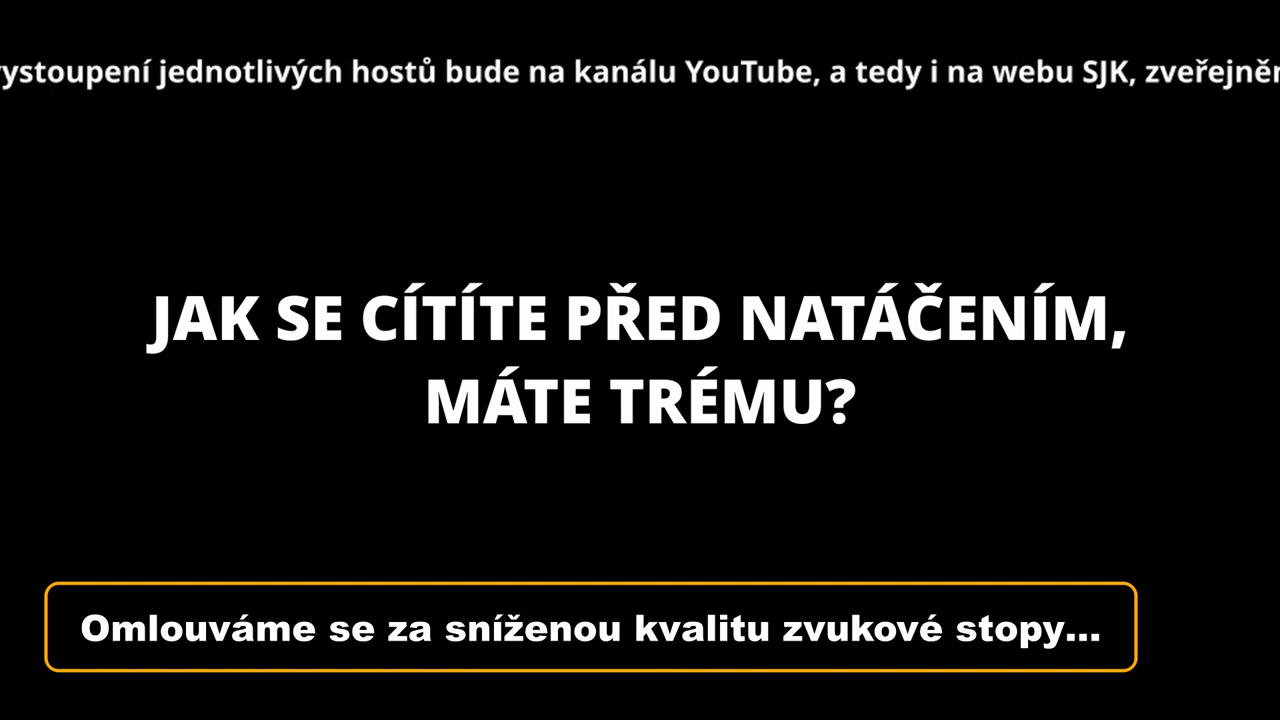 vystoupení jednotlivých hostů bude na kanálu YouTube, a tedy i na webu SJK,
JAK SE CÍTÍTE PŘED NATÁČENÍM,
MÁTE TRÉMU?
Omlouváme se za sníženou kvalitu zvukové stopy...